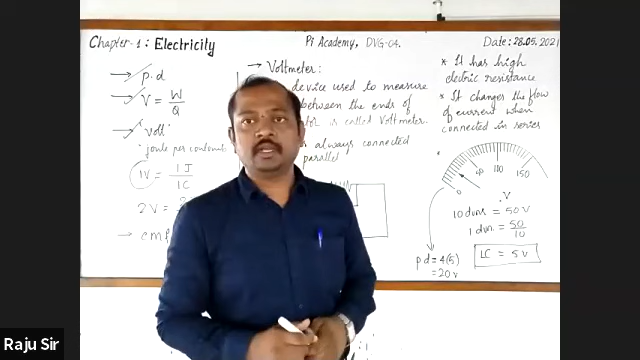 Chapter-1 : Electricity
Pi Academy, DVG-04.
Date: 28.05.2021
→ p.d
→ V = W/Q
→ Volt
"joule per coulomb
1V = 1J/1C
2V =
→ emf
→ Voltmeter:
device used to measure
between the ends of
is called Voltmeter.
always connected
parallel
* It has high
electric resistance
* It changes the flow
of current when
connected in series
*
0 50 100 150
V
10 divns = 50 V
1 divn. = 50/10
LC = 5 V
p d = 4(5)
= 20 V
Raju Sir